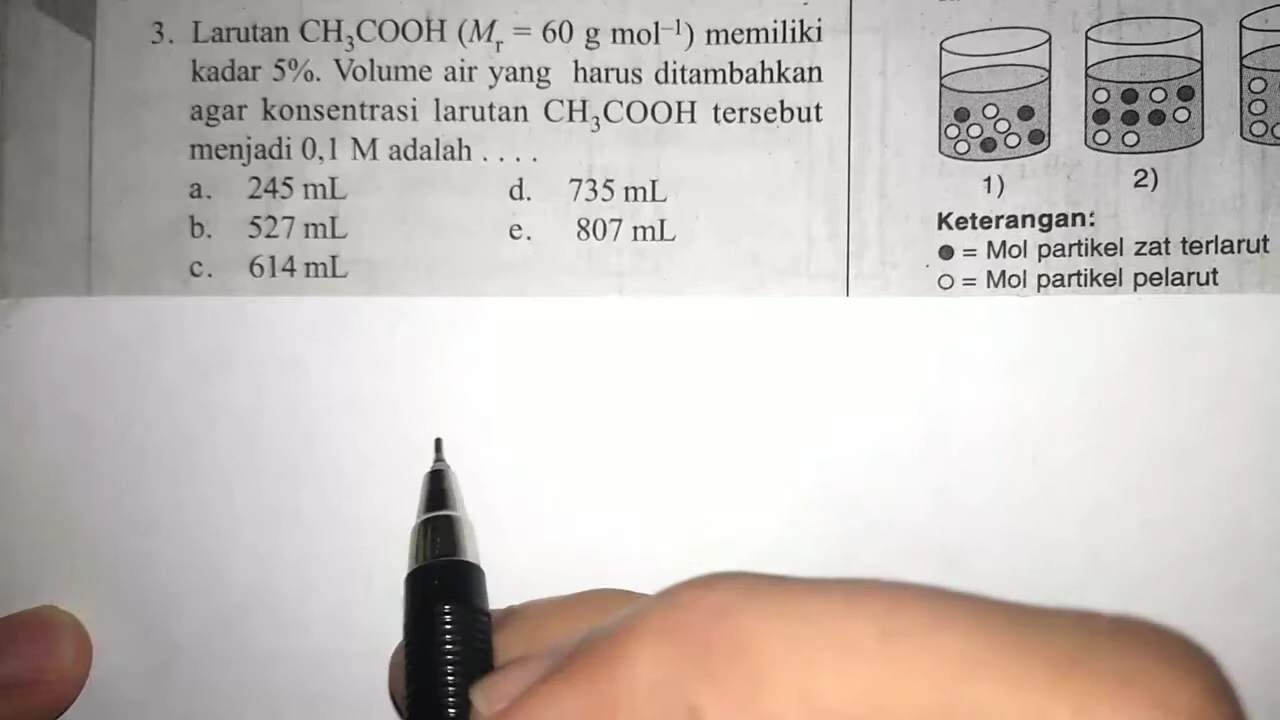 3. Larutan CH₃COOH (Mᵣ = 60 g mol⁻¹) memiliki
kadar 5%. Volume air yang harus ditambahkan
agar konsentrasi larutan CH₃COOH tersebut
menjadi 0,1 M adalah . . . .
a. 245 mL
b. 527 mL
c. 614 mL
d. 735 mL
e. 807 mL
1)
2)
Keterangan:
● = Mol partikel zat terlarut
○ = Mol partikel pelarut